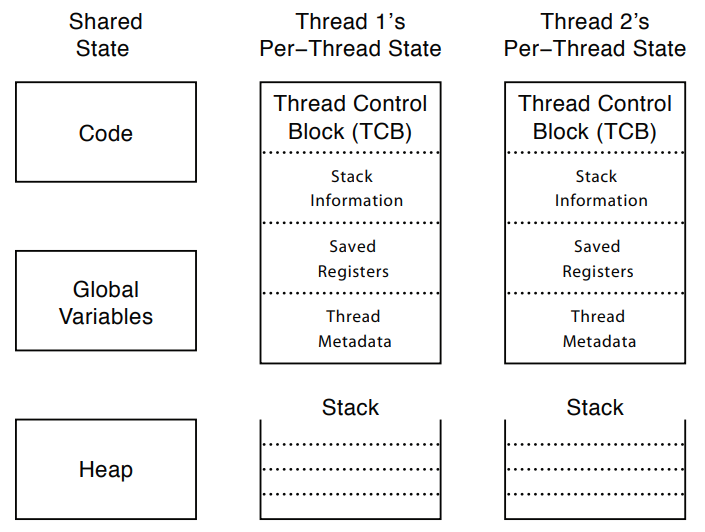 Shared
State
Code
Global
Variables
Heap
Thread 1’s
Per−Thread State
Thread Control
Block (TCB)
Stack
Information
Saved
Registers
Thread
Metadata
Stack
Thread 2’s
Per−Thread State
Thread Control
Block (TCB)
Stack
Information
Saved
Registers
Thread
Metadata
Stack